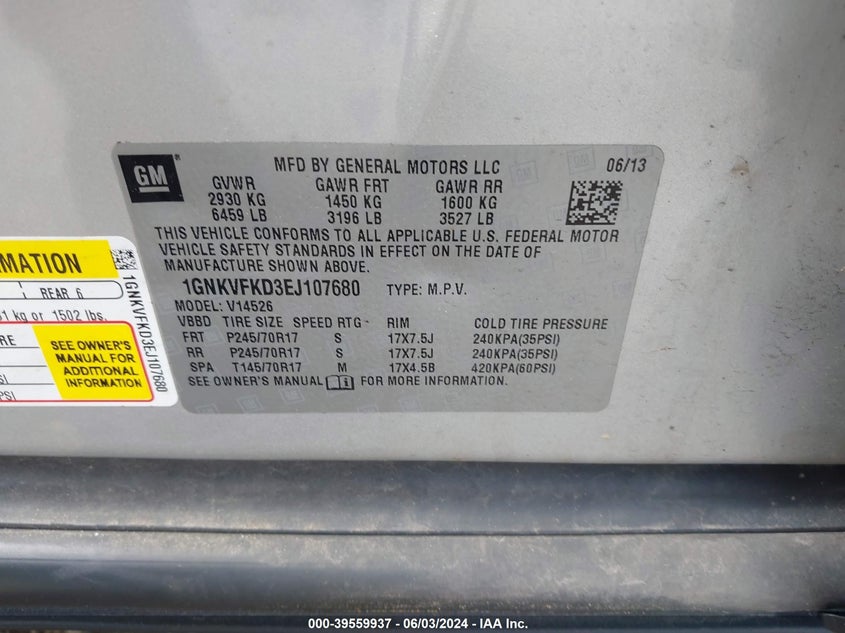 GM
MFD BY GENERAL MOTORS LLC 06/13
GVWR GAWR FRT GAWR RR
2930 KG 1450 KG 1600 KG
6459 LB 3196 LB 3527 LB
THIS VEHICLE CONFORMS TO ALL APPLICABLE U.S. FEDERAL MOTOR
VEHICLE SAFETY STANDARDS IN EFFECT ON THE DATE OF
MANUFACTURE SHOWN ABOVE.
1GNKVFKD3EJ107680 TYPE: M.P.V.
MODEL: V14526
VBBD TIRE SIZE SPEED RTG RIM COLD TIRE PRESSURE
FRT P245/70R17 S 17X7.5J 240KPA(35PSI)
RR P245/70R17 S 17X7.5J 240KPA(35PSI)
SPA T145/70R17 M 17X4.5B 420KPA(60PSI)
SEE OWNER'S MANUAL FOR MORE INFORMATION.
RMATION
REAR 6
kg or 1502 lbs.
SEE OWNER'S
MANUAL FOR
ADDITIONAL
INFORMATION
1GNKVFKD3EJ107680
000-39559937 - 06/03/2024 - IAA Inc.